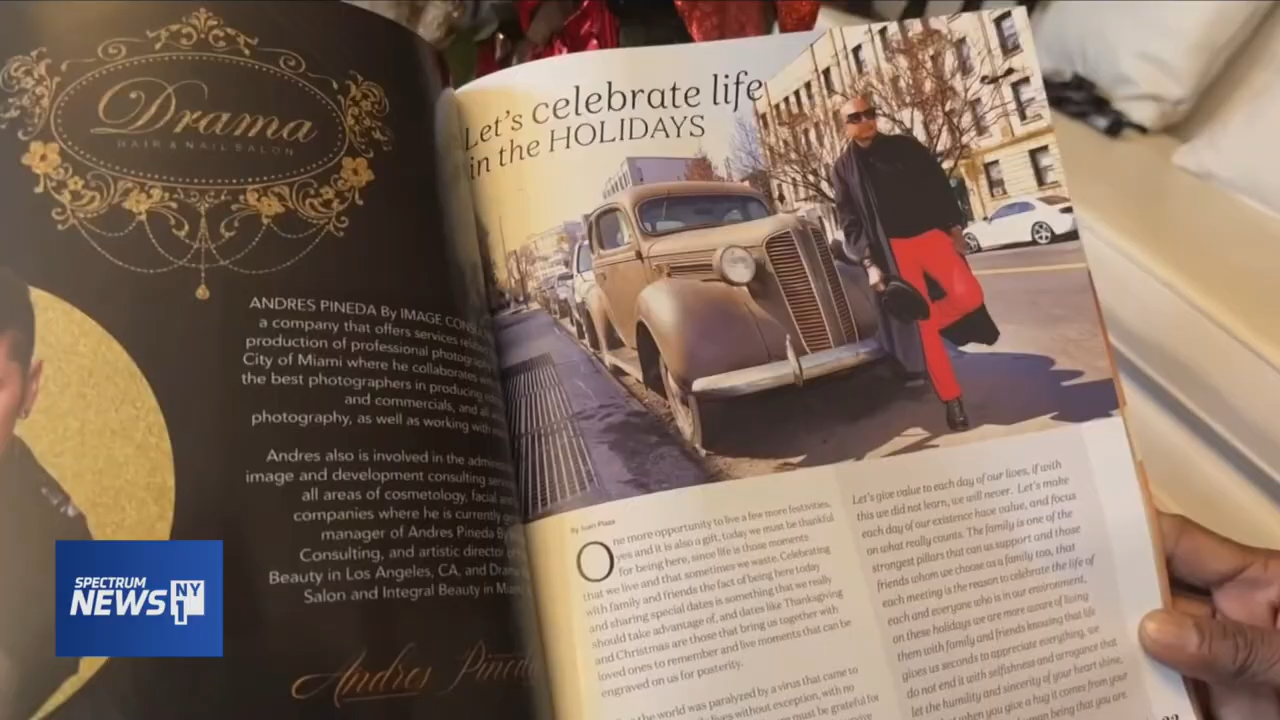 Drama
HAIR & NAIL SALON
ANDRES PINEDA By IMAGE
a company that offers services
production of professional
City of Miami where he collaborates
the best photographers in producing
and commercials, and
photography, as well as working with
Andres also is involved in the
image and development consulting
all areas of cosmetology, facial
companies where he is currently
manager of Andres Pineda By
Consulting, and artistic director
Beauty in Los Angeles, CA, and
Salon and Integral Beauty in
Andres Pineda
Let's celebrate life
in the HOLIDAYS
By Juan Plaza
One more opportunity to live a few more festivities,
yes and it is also a gift, today we must be thankful
for being here, since life is those moments
that we live and that sometimes we waste. Celebrating
with family and friends the fact of being here today
and sharing special dates is something that we really
should take advantage of, and dates like Thanksgiving
and Christmas are those that bring us together with
loved ones to remember and live moments that can be
engraved on us for posterity.
the world was paralyzed by a virus that came to
lives without exception, with no
must be grateful for
Let's give value to each day of our lives, if with
this we did not learn, we will never. Let's make
each day of our existence have value, and focus
on what really counts. The family is one of the
strongest pillars that can us support and those
friends whom we choose as a family too, that
each meeting is the reason to celebrate the life of
each and everyone who is in our environment,
on these holidays we are more aware of living
them with family and friends knowing that life
gives us seconds to appreciate everything, we
do not end it with selfishness and arrogance that
let the humility and sincerity of your heart shine,
when you give a hug it comes from your
being that you are.
SPECTRUM
NEWS NY1